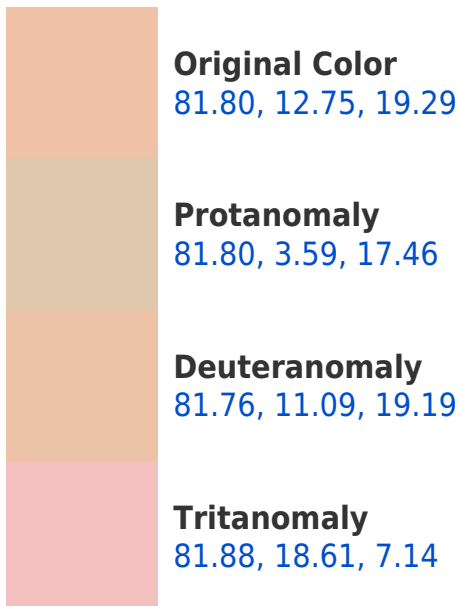 Original Color
81.80, 12.75, 19.29
Protanomaly
81.80, 3.59, 17.46
Deuteranomaly
81.76, 11.09, 19.19
Tritanomaly
81.88, 18.61, 7.14